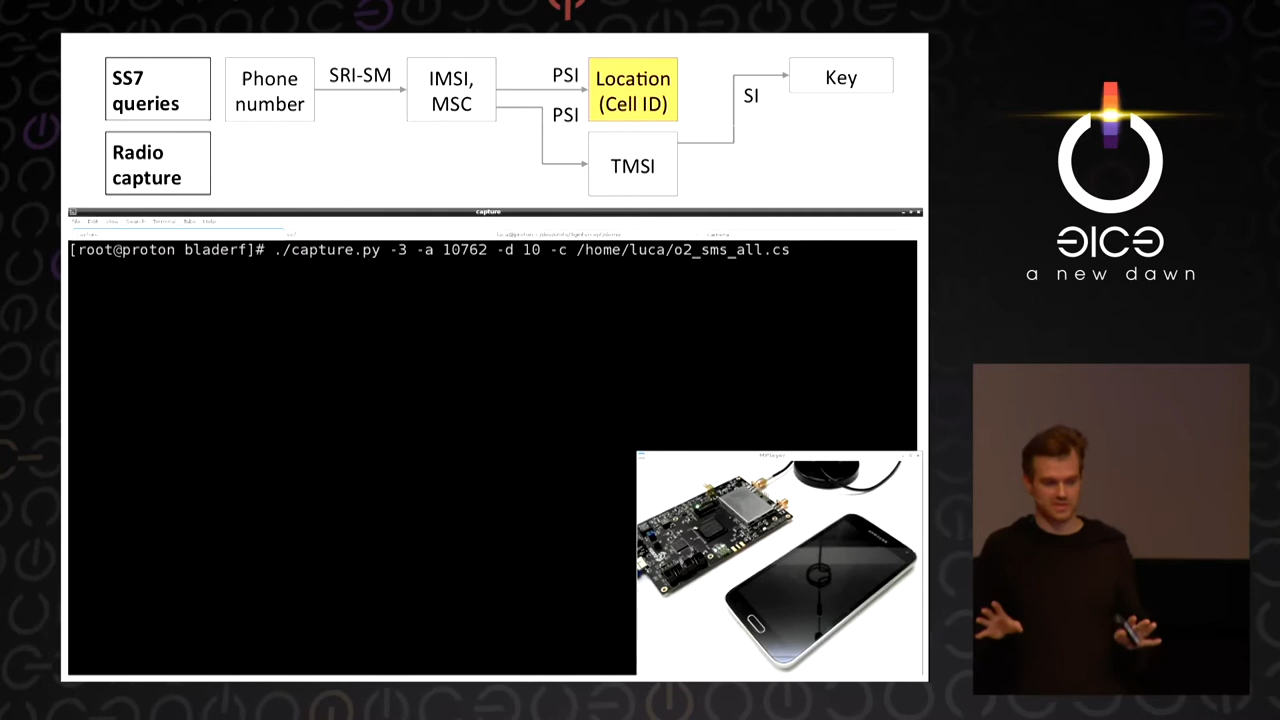 SS7
queries
Phone
number
SRI-SM
IMSI,
MSC
PSI
PSI
Location
(Cell ID)
TMSI
SI
Key
Radio
capture
capture
[root@proton bladerf]# ./capture.py -3 -a 10762 -d 10 -c /home/luca/o2_sms_all.cs
MPlayer
SAMSUNG
a new dawn